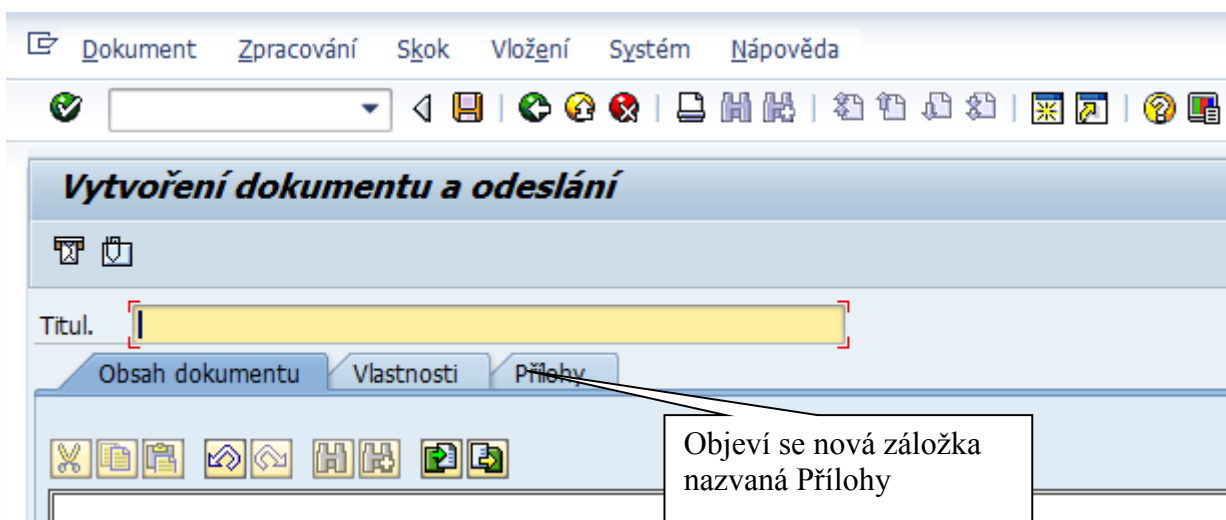 Dokument Zpracování Skok Vložení Systém Nápověda
Vytvoření dokumentu a odeslání
Titul.
Obsah dokumentu Vlastnosti Přílohy
Objeví se nová záložka
nazvaná Přílohy